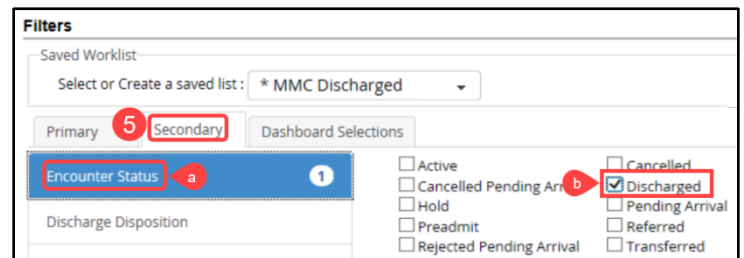 Filters
Saved Worklist
Select or Create a saved list : * MMC Discharged
Primary 5 Secondary Dashboard Selections
Encounter Status a 1
Discharge Disposition
Active Cancelled
Cancelled Pending Arr b Discharged
Hold Pending Arrival
Preadmit Referred
Rejected Pending Arrival Transferred